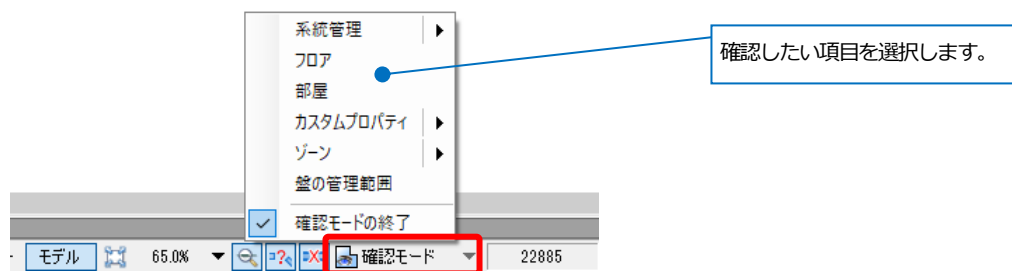 系統管理
フロア
部屋
カスタムプロパティ
ゾーン
盤の管理範囲
確認モードの終了
確認したい項目を選択します。
モデル 65.0% 確認モード 22885